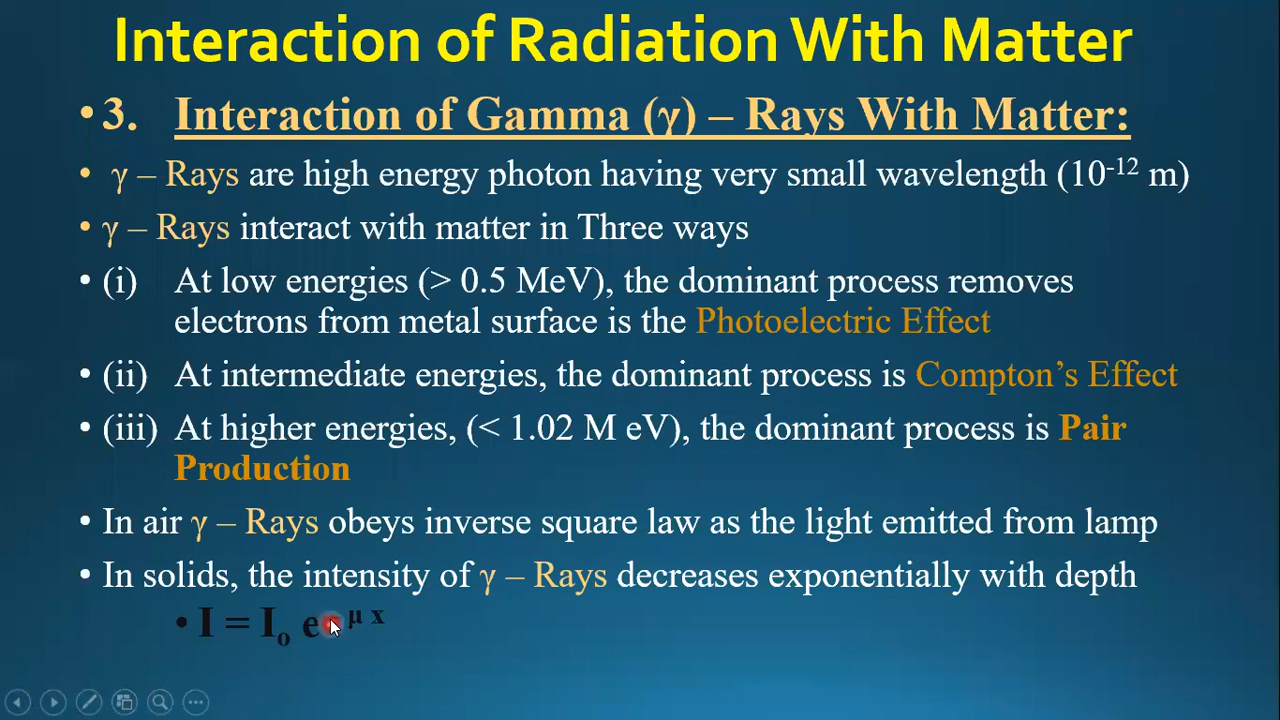 Interaction of Radiation With Matter
• 3. Interaction of Gamma (γ) – Rays With Matter:
• γ – Rays are high energy photon having very small wavelength (10⁻¹² m)
• γ – Rays interact with matter in Three ways
• (i) At low energies (> 0.5 MeV), the dominant process removes
electrons from metal surface is the Photoelectric Effect
• (ii) At intermediate energies, the dominant process is Compton’s Effect
• (iii) At higher energies, (< 1.02 M eV), the dominant process is Pair
Production
• In air γ – Rays obeys inverse square law as the light emitted from lamp
• In solids, the intensity of γ – Rays decreases exponentially with depth
• I = Iₒ e μ x